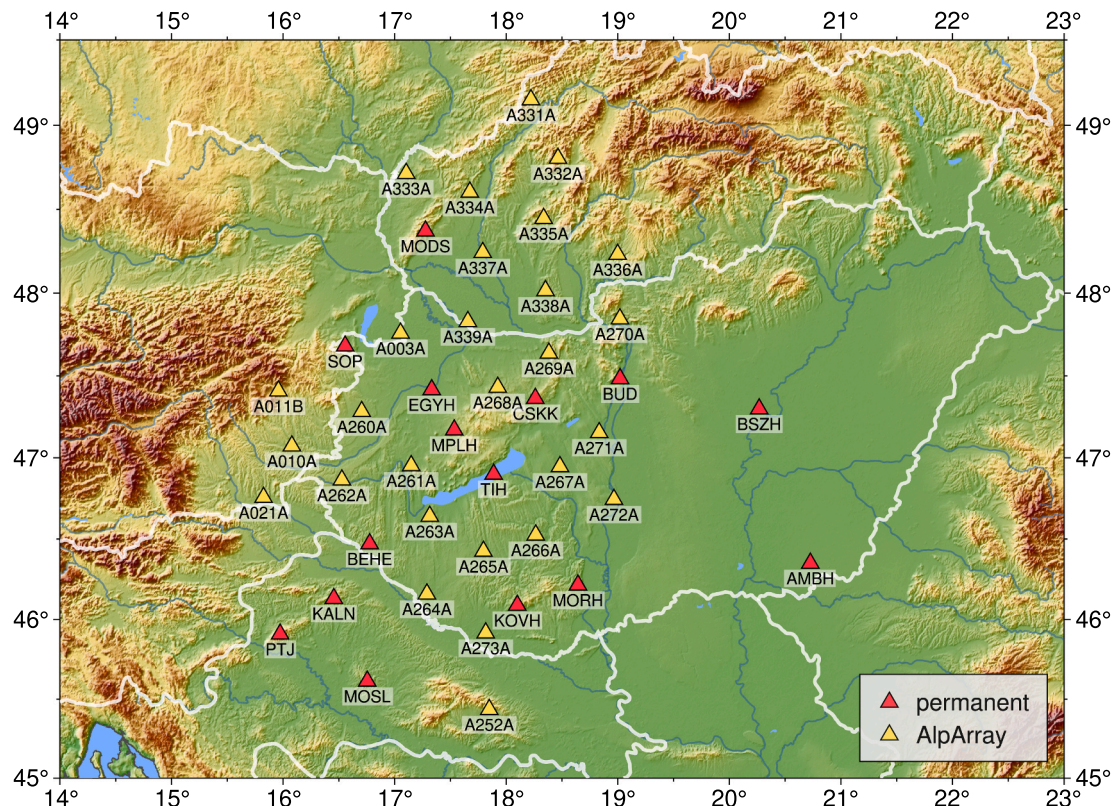 14° 15° 16° 17° 18° 19° 20° 21° 22° 23°
49° 49°
48° 48°
47° 47°
46° 46°
45° 45°
A331A
A332A
A333A
A334A
A335A
MODS
A337A
A336A
A338A
A339A
A270A
A003A
SOP
A269A
BUD
A011B
EGYH
A268A
CSKK
BSZH
A260A
MPLH
A271A
A010A
A261A
A267A
A262A
TIH
A021A
A272A
A263A
A266A
BEHE
A265A
AMBH
KALN
A264A
MORH
KOVH
PTJ
A273A
MOSL
A252A
permanent
AlpArray
14° 15° 16° 17° 18° 19° 20° 21° 22° 23°